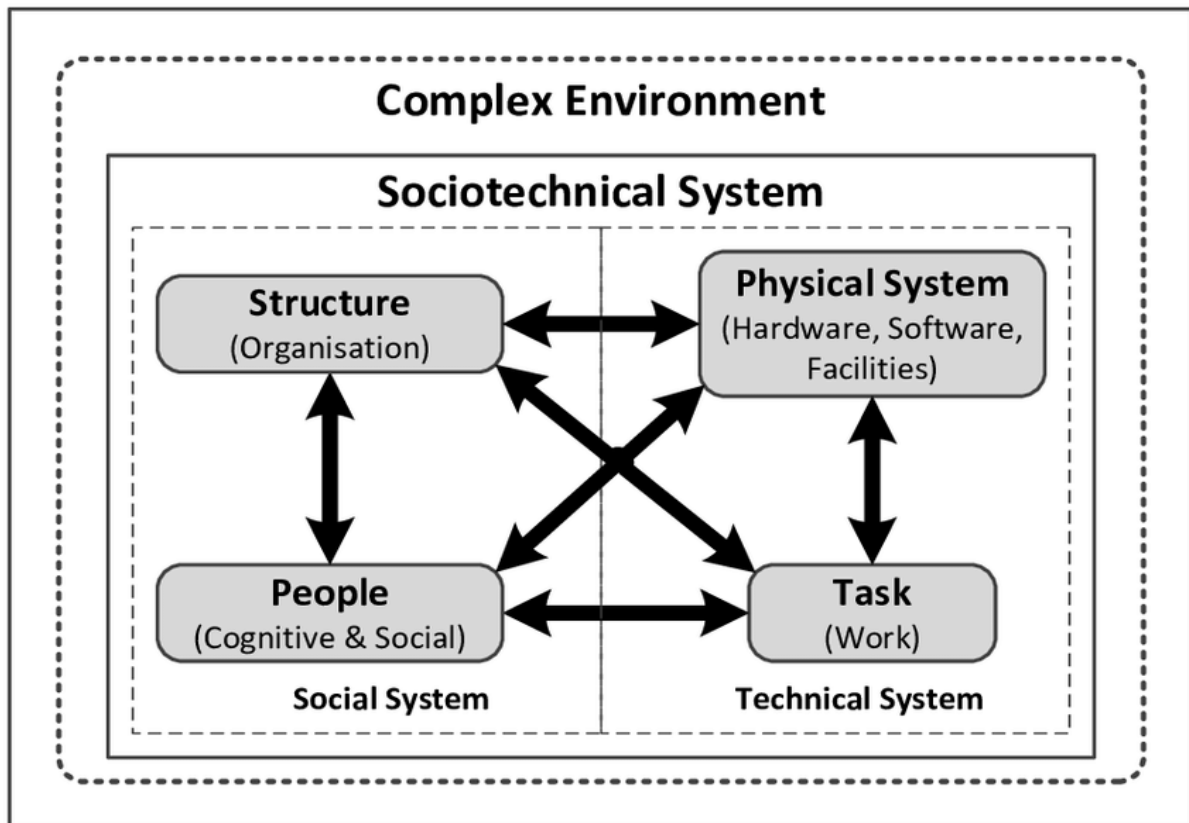 Complex Environment
Sociotechnical System
Structure
(Organisation)
Physical System
(Hardware, Software,
Facilities)
People
(Cognitive & Social)
Task
(Work)
Social System
Technical System